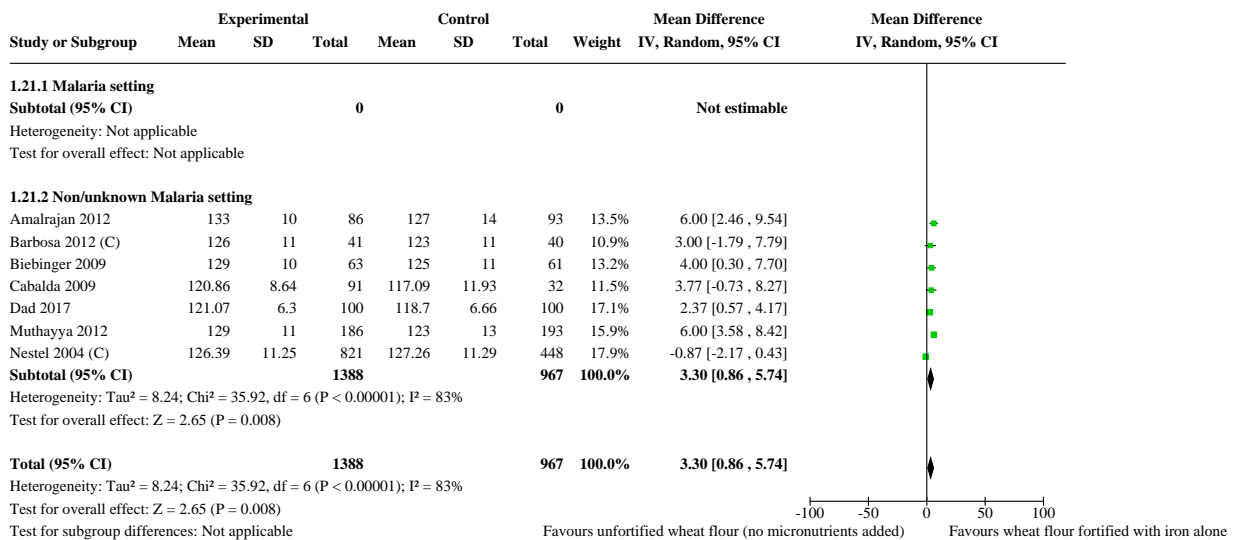 Experimental Control Mean Difference Mean Difference
Study or Subgroup Mean SD Total Mean SD Total Weight IV, Random, 95% CI IV, Random, 95% CI
1.21.1 Malaria setting
Subtotal (95% CI) 0 0 Not estimable
Heterogeneity: Not applicable
Test for overall effect: Not applicable
1.21.2 Non/unknown Malaria setting
Amalrajan 2012 133 10 86 127 14 93 13.5% 6.00 [2.46 , 9.54]
Barbosa 2012 (C) 126 11 41 123 11 40 10.9% 3.00 [-1.79 , 7.79]
Biebinger 2009 129 10 63 125 11 61 13.2% 4.00 [0.30 , 7.70]
Cabalda 2009 120.86 8.64 91 117.09 11.93 32 11.5% 3.77 [-0.73 , 8.27]
Dad 2017 121.07 6.3 100 118.7 6.66 100 17.1% 2.37 [0.57 , 4.17]
Muthayya 2012 129 11 186 123 13 193 15.9% 6.00 [3.58 , 8.42]
Nestel 2004 (C) 126.39 11.25 821 127.26 11.29 448 17.9% -0.87 [-2.17 , 0.43]
Subtotal (95% CI) 1388 967 100.0% 3.30 [0.86 , 5.74]
Heterogeneity: Tau² = 8.24; Chi² = 35.92, df = 6 (P < 0.00001); I² = 83%
Test for overall effect: Z = 2.65 (P = 0.008)
Total (95% CI) 1388 967 100.0% 3.30 [0.86 , 5.74]
Heterogeneity: Tau² = 8.24; Chi² = 35.92, df = 6 (P < 0.00001); I² = 83%
Test for overall effect: Z = 2.65 (P = 0.008) -100 -50 0 50 100
Test for subgroup differences: Not applicable Favours unfortified wheat flour (no micronutrients added) Favours wheat flour fortified with iron alone